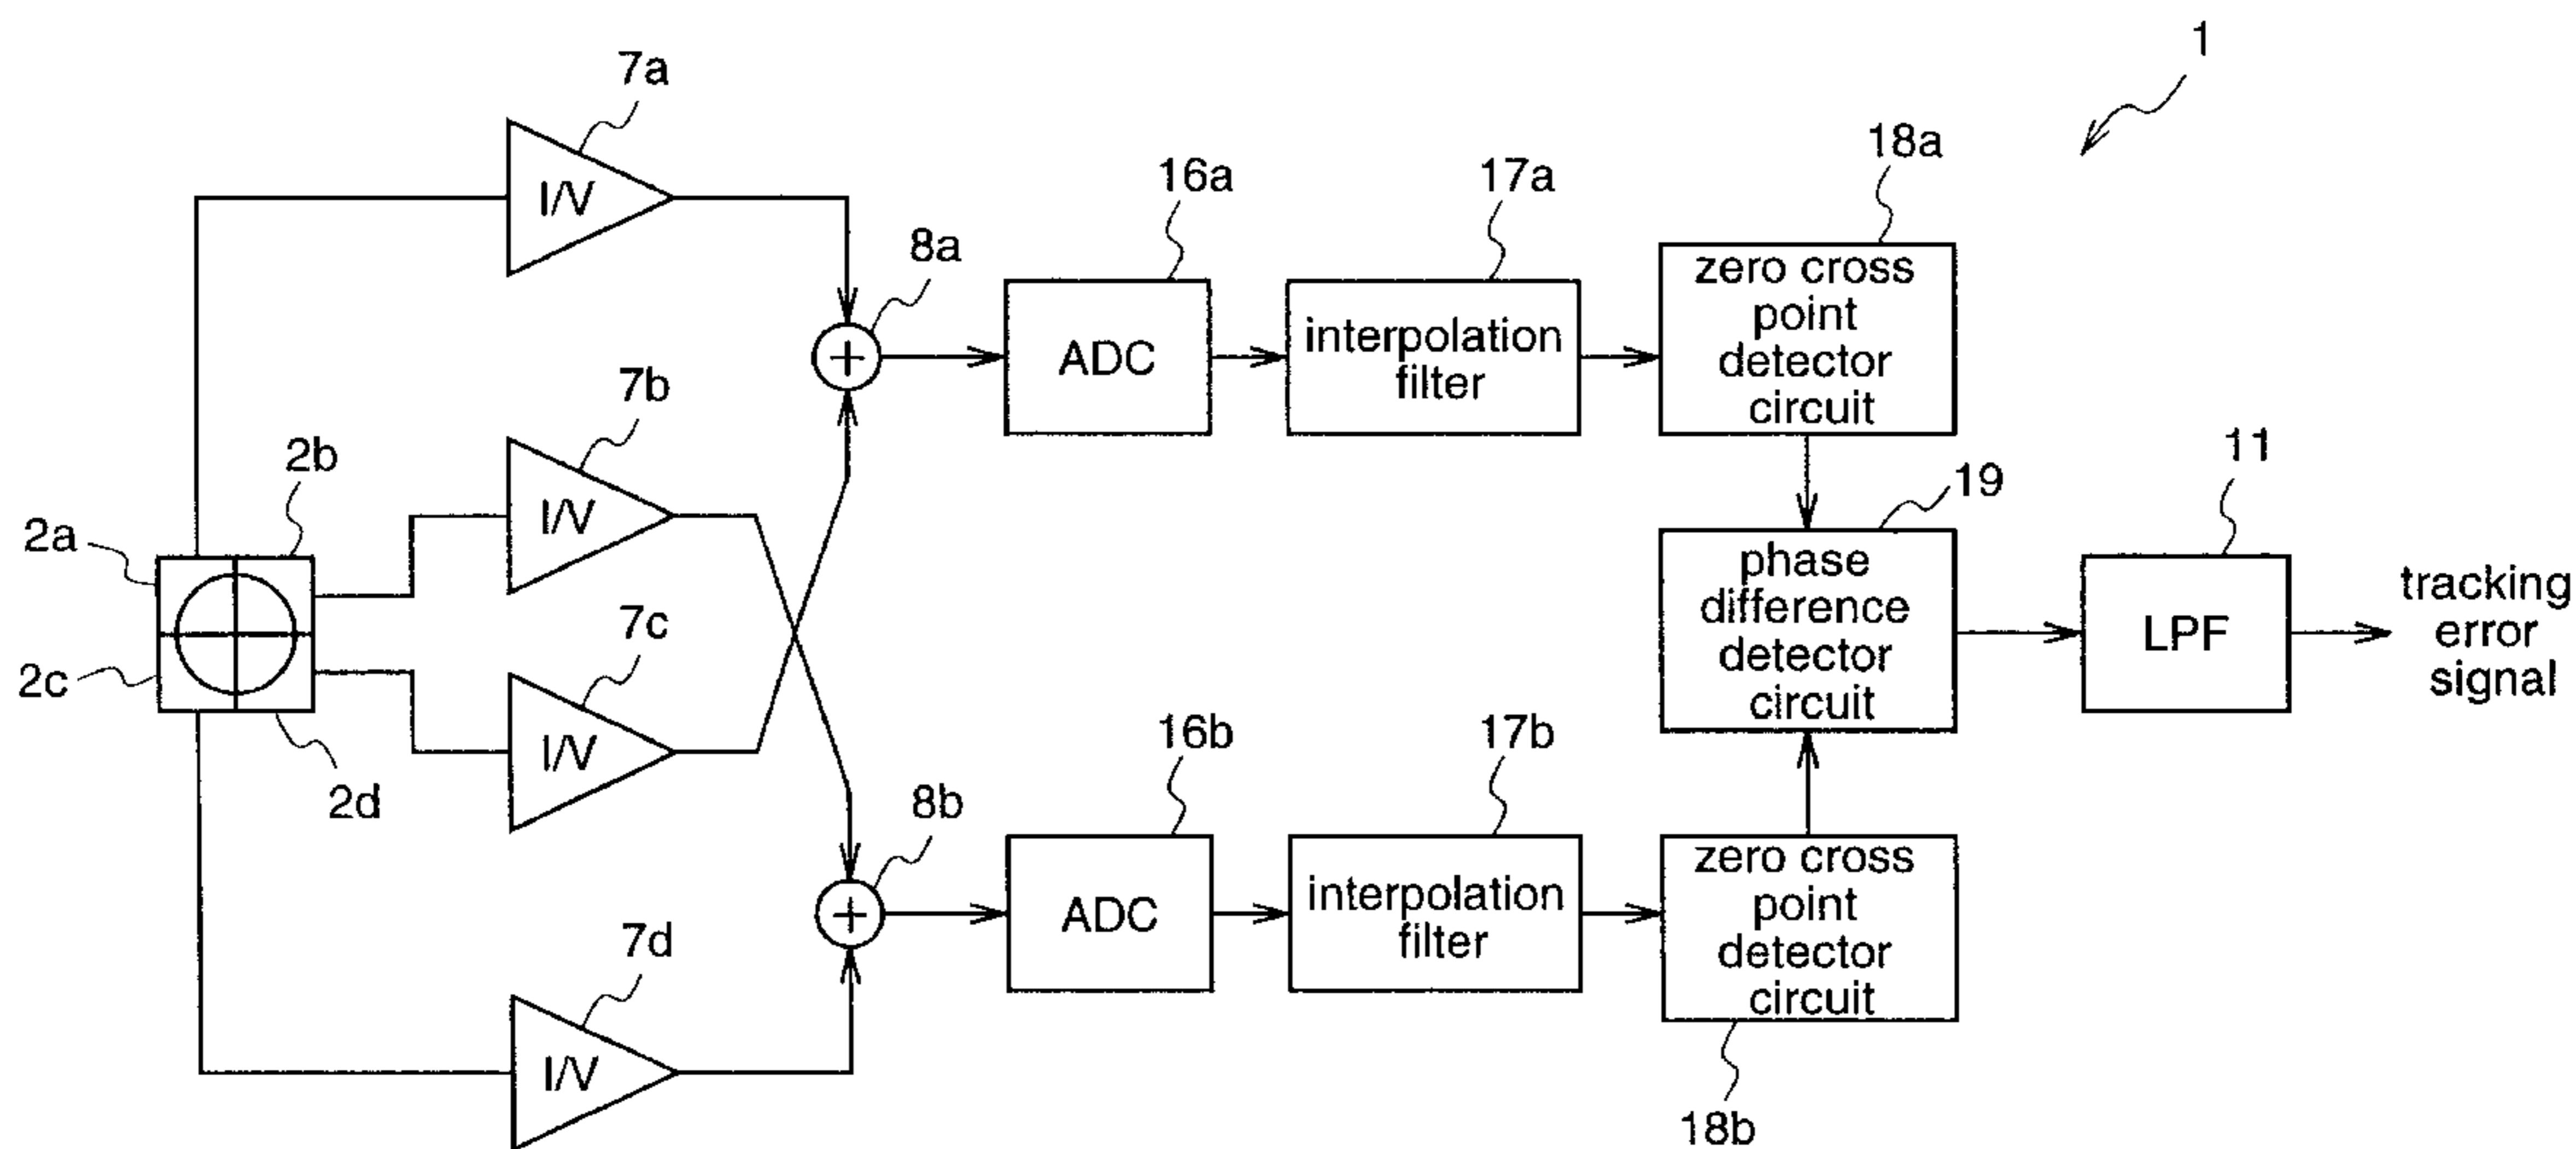 1
7a
I/V
8a
+
16a
ADC
17a
interpolation
filter
18a
zero cross
point
detector
circuit
7b
I/V
2b
2a
2c
2d
7c
I/V
19
phase
difference
detector
circuit
11
LPF
tracking
error
signal
8b
+
16b
ADC
17b
interpolation
filter
zero cross
point
detector
circuit
18b
7d
I/V